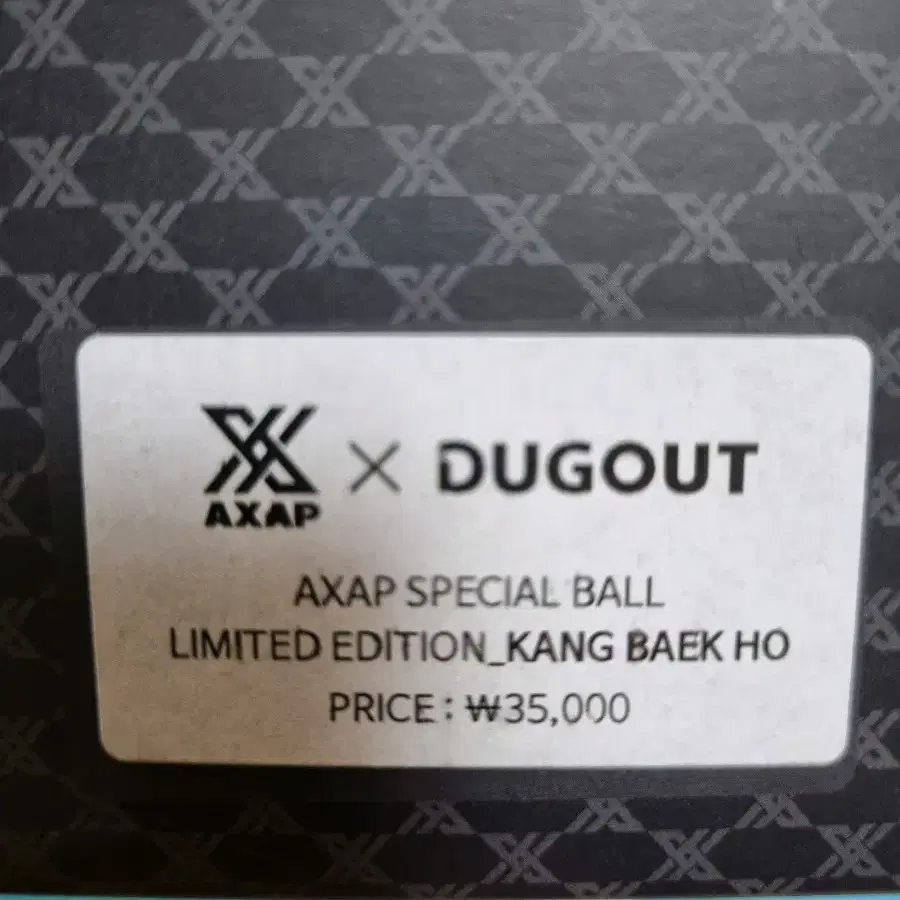 AXAP × DUGOUT
AXAP SPECIAL BALL
LIMITED EDITION_KANG BAEK HO
PRICE : ₩35,000